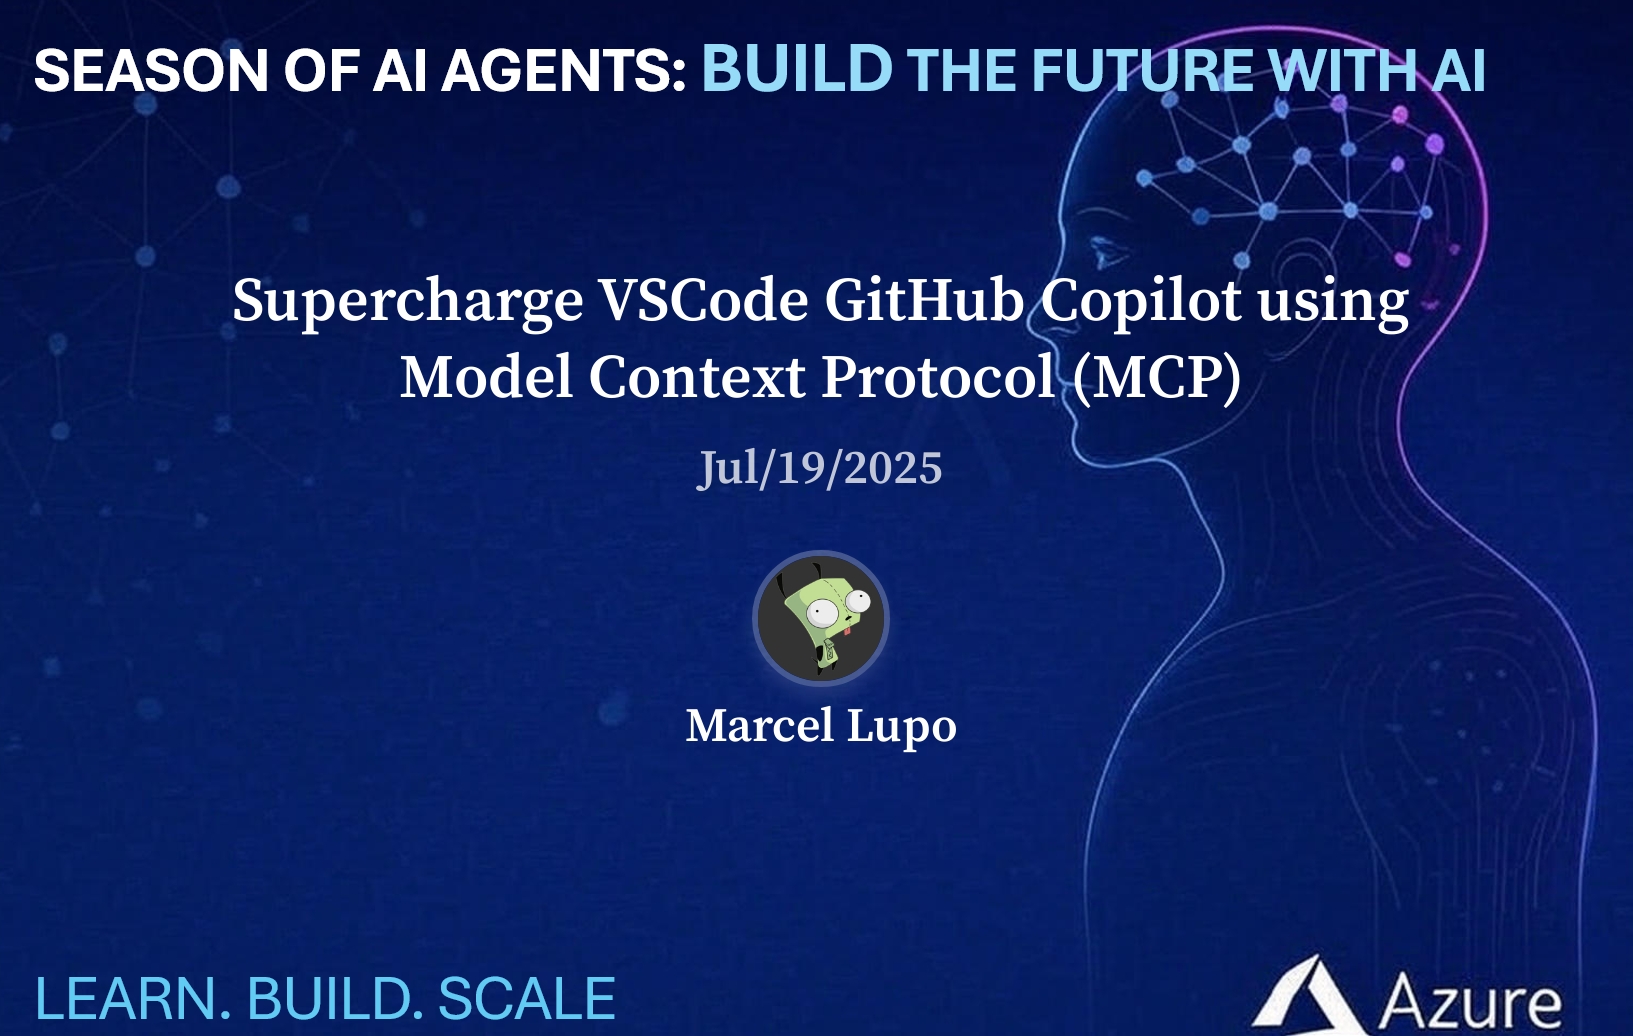 SEASON OF AI AGENTS: BUILD THE FUTURE WITH AI
Supercharge VSCode GitHub Copilot using
Model Context Protocol (MCP)
Jul/19/2025
Marcel Lupo
LEARN. BUILD. SCALE
Azure